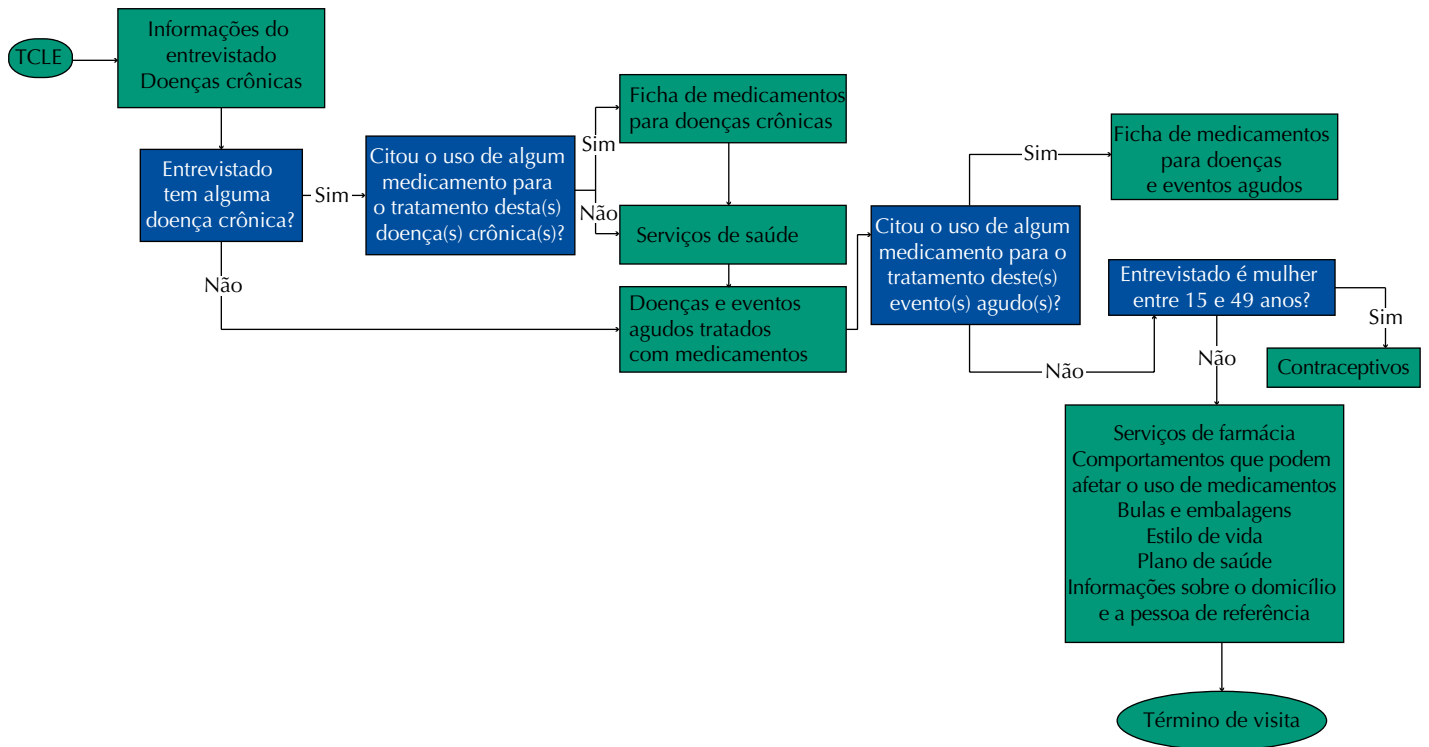 TCLE
Informações do
entrevistado
Doenças crônicas
Entrevistado
tem alguma
doença crônica?
Sim
Não
Citou o uso de algum
medicamento para
o tratamento desta(s)
doença(s) crônica(s)?
Sim
Não
Ficha de medicamentos
para doenças crônicas
Serviços de saúde
Doenças e eventos
agudos tratados
com medicamentos
Citou o uso de algum
medicamento para o
tratamento deste(s)
evento(s) agudo(s)?
Sim
Não
Ficha de medicamentos
para doenças
e eventos agudos
Entrevistado é mulher
entre 15 e 49 anos?
Sim
Não
Contraceptivos
Serviços de farmácia
Comportamentos que podem
afetar o uso de medicamentos
Bulas e embalagens
Estilo de vida
Plano de saúde
Informações sobre o domicílio
e a pessoa de referência
Término de visita